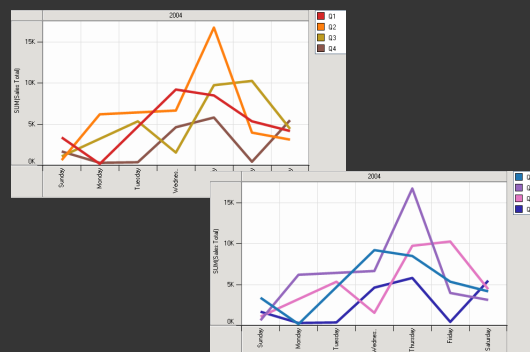 2004
Q1
Q2
Q3
Q4
15K
10K
5K
0K
SUM(Sales Total)
Sunday
Monday
Tuesday
Wednes..
2004
15K
10K
5K
0K
SUM(Sales Total)
Sunday
Monday
Tuesday
Wednes..
Thursday
Friday
Saturday